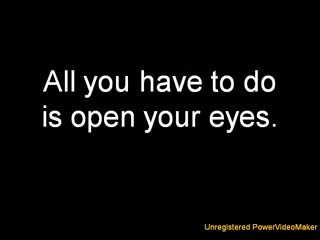 All you have to do
is open your eyes.
Unregistered PowerVideoMaker